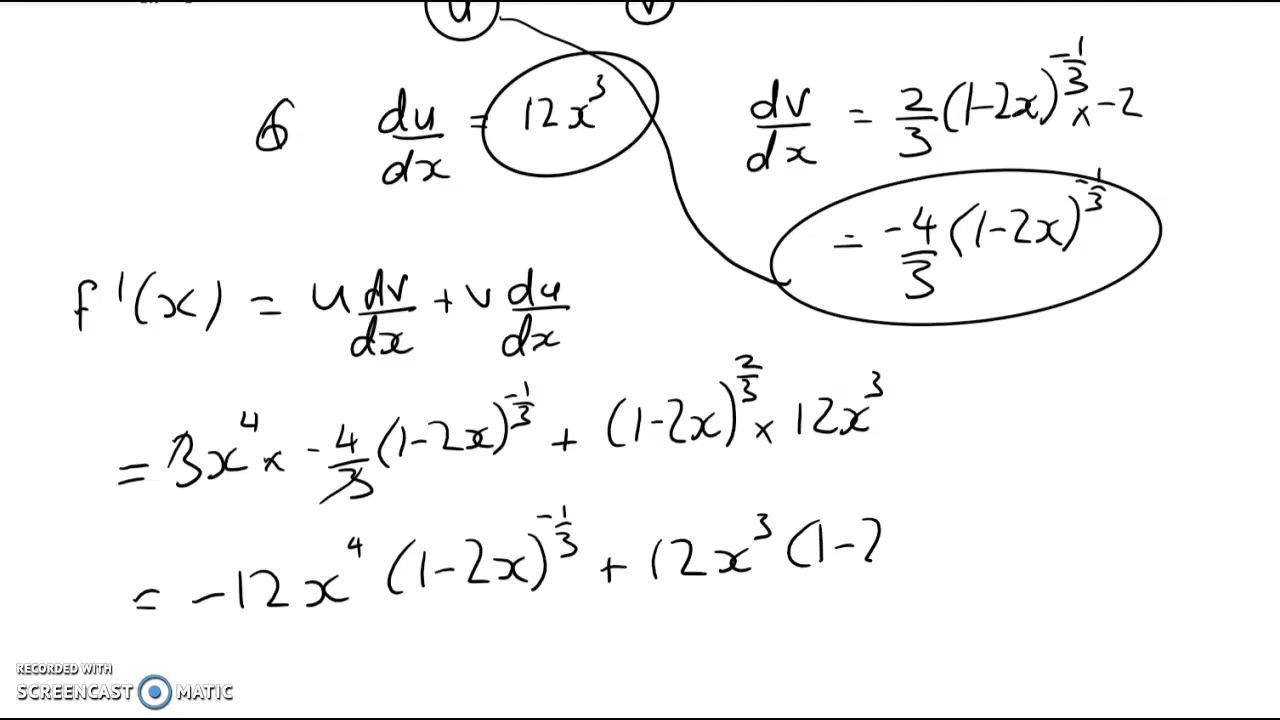 u v
6 du/dx = 12x³ dv/dx = 2/3 (1-2x)^(-1/3) × -2
= -4/3 (1-2x)^(-1/3)
f'(x) = u dv/dx + v du/dx
= 3x⁴ × -4/3 (1-2x)^(-1/3) + (1-2x)^(2/3) × 12x³
= -12x⁴ (1-2x)^(-1/3) + 12x³ (1-2
RECORDED WITH
SCREENCAST MATIC